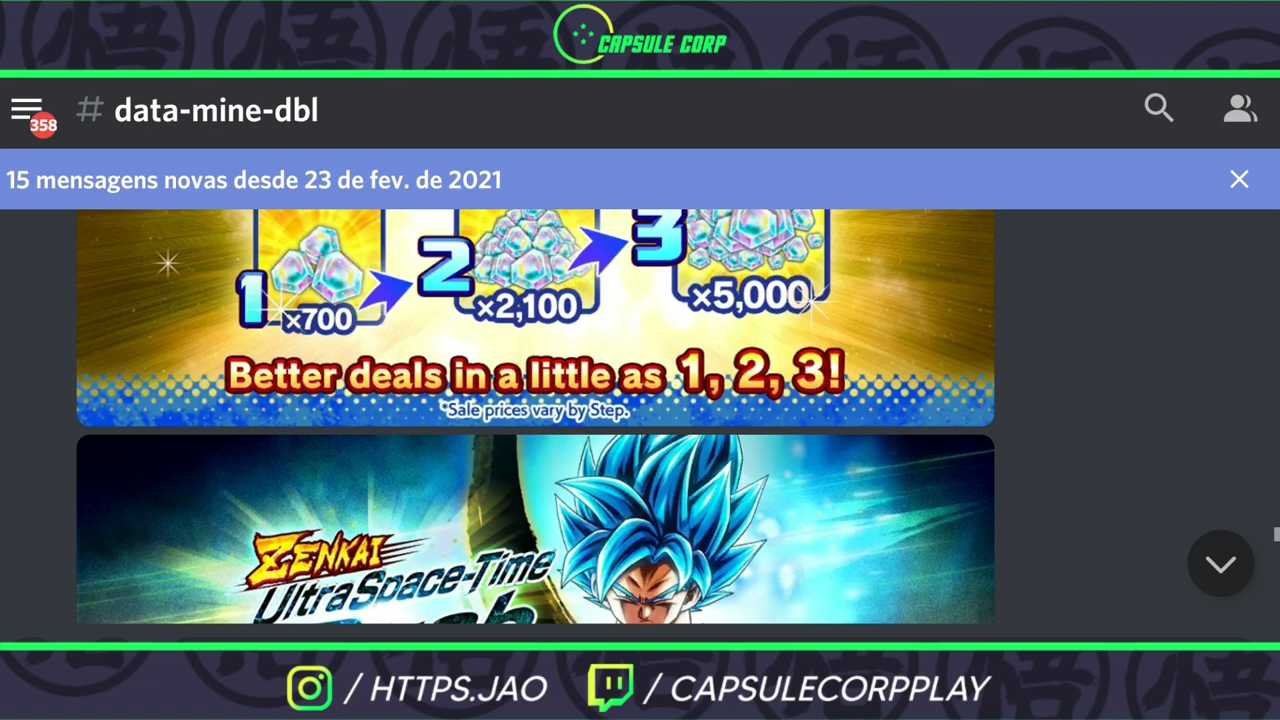 CAPSULE CORP
358
# data-mine-dbl
15 mensagens novas desde 23 de fev. de 2021
1 2 3
×700 ×2,100 ×5,000
Better deals in a little as 1, 2, 3!
*Sale prices vary by Step.
ZENKAI
Ultra Space-Time
/ HTTPS.JAO / CAPSULECORPPLAY